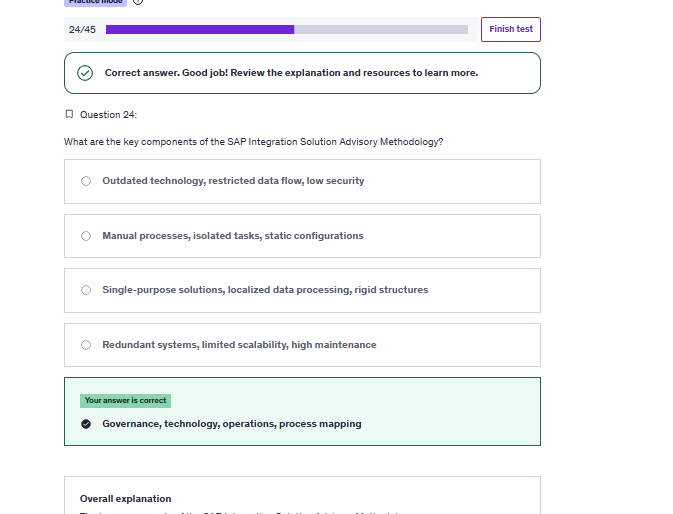 Practice mode
24/45
Finish test
Correct answer. Good job! Review the explanation and resources to learn more.
Question 24:
What are the key components of the SAP Integration Solution Advisory Methodology?
Outdated technology, restricted data flow, low security
Manual processes, isolated tasks, static configurations
Single-purpose solutions, localized data processing, rigid structures
Redundant systems, limited scalability, high maintenance
Your answer is correct
Governance, technology, operations, process mapping
Overall explanation